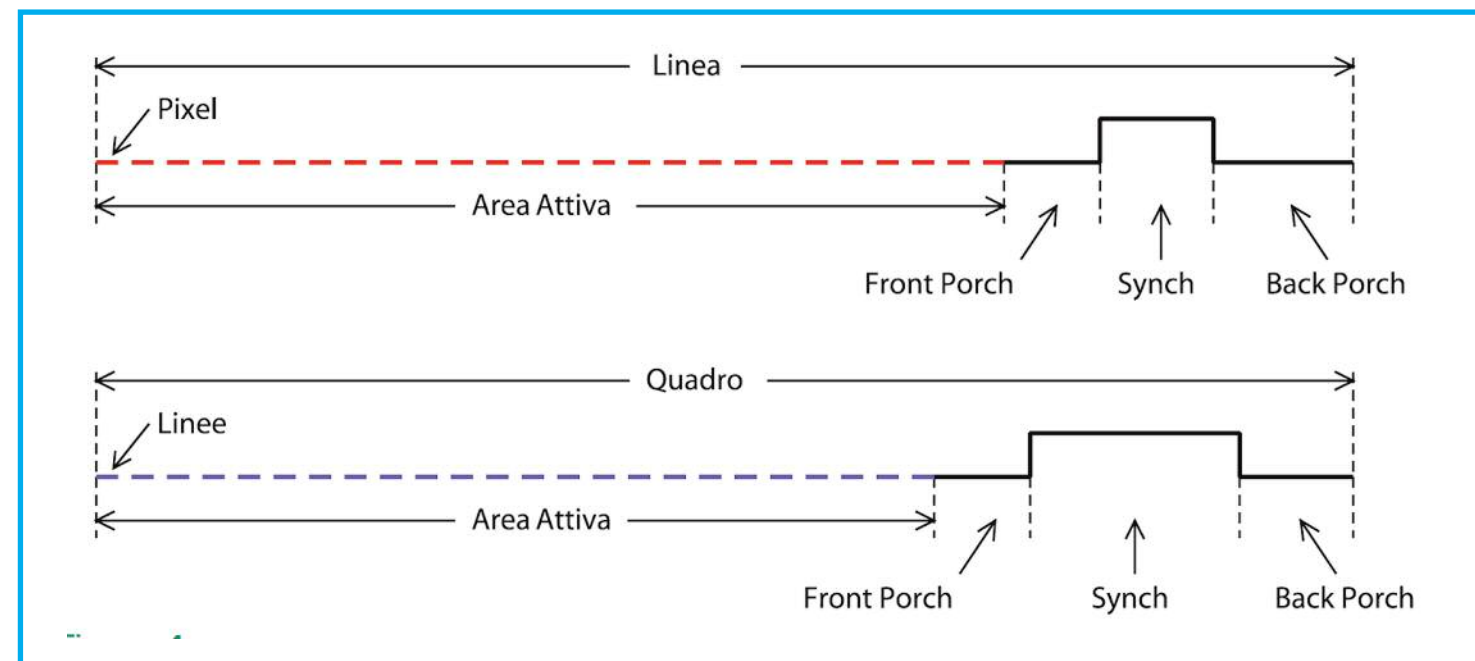 Linea
Pixel
Area Attiva
Front Porch
Synch
Back Porch
Quadro
Linee
Area Attiva
Front Porch
Synch
Back Porch